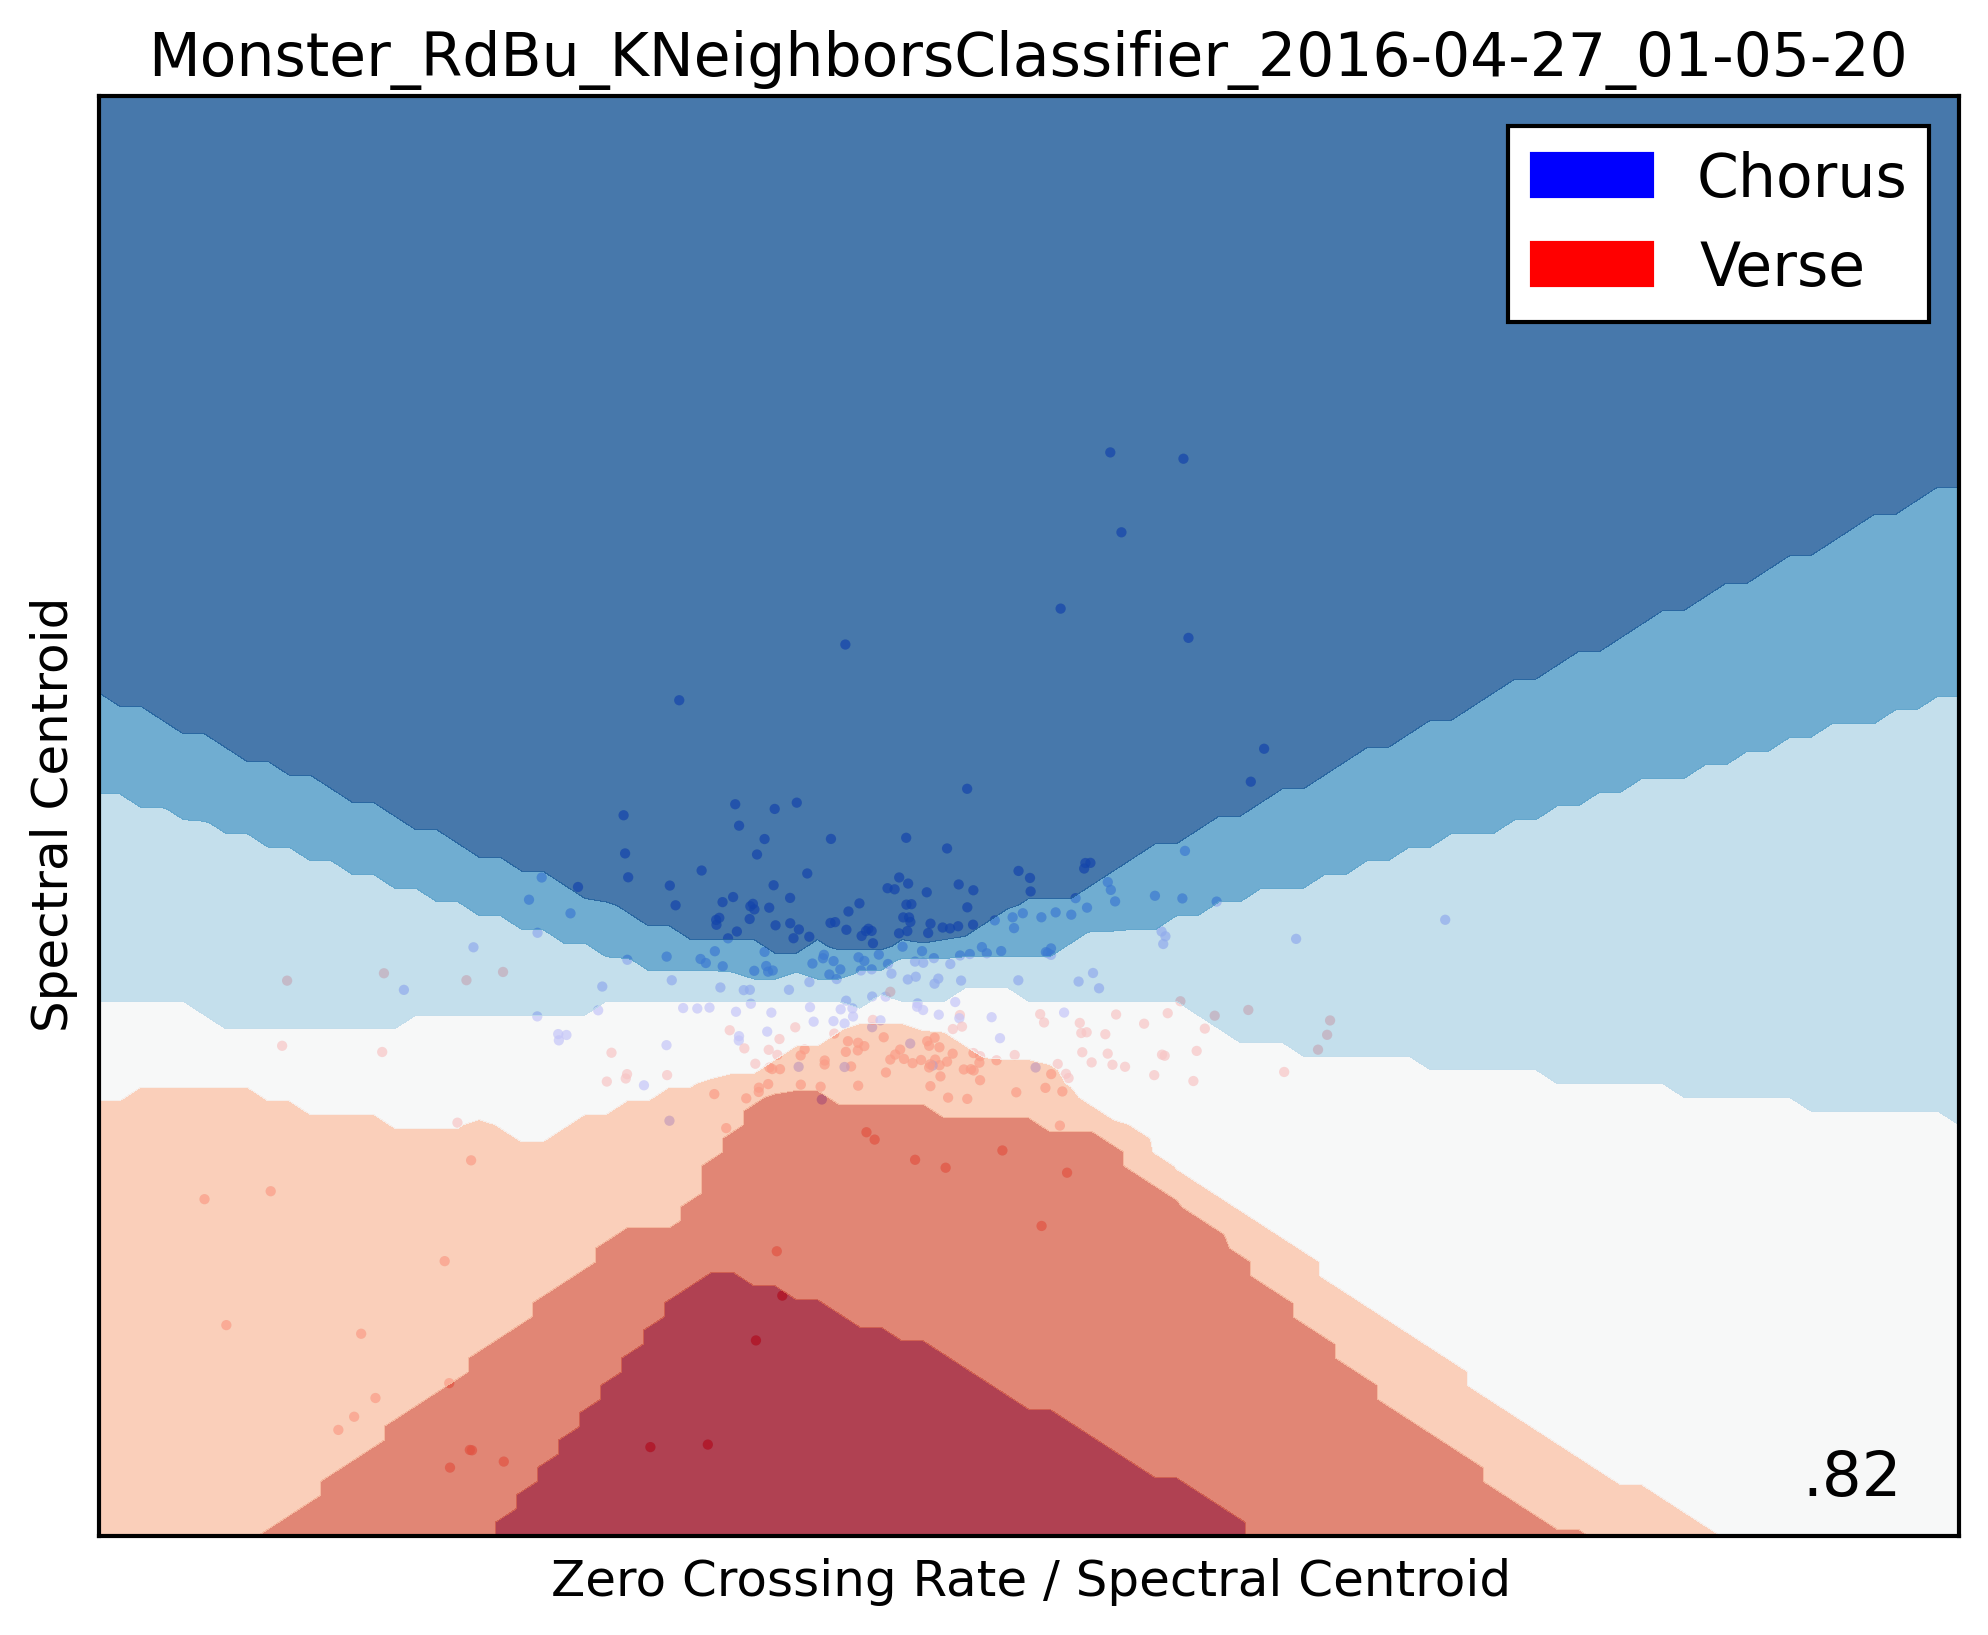 Monster_RdBu_KNeighborsClassifier_2016-04-27_01-05-20
Chorus
Verse
Spectral Centroid
.82
Zero Crossing Rate / Spectral Centroid